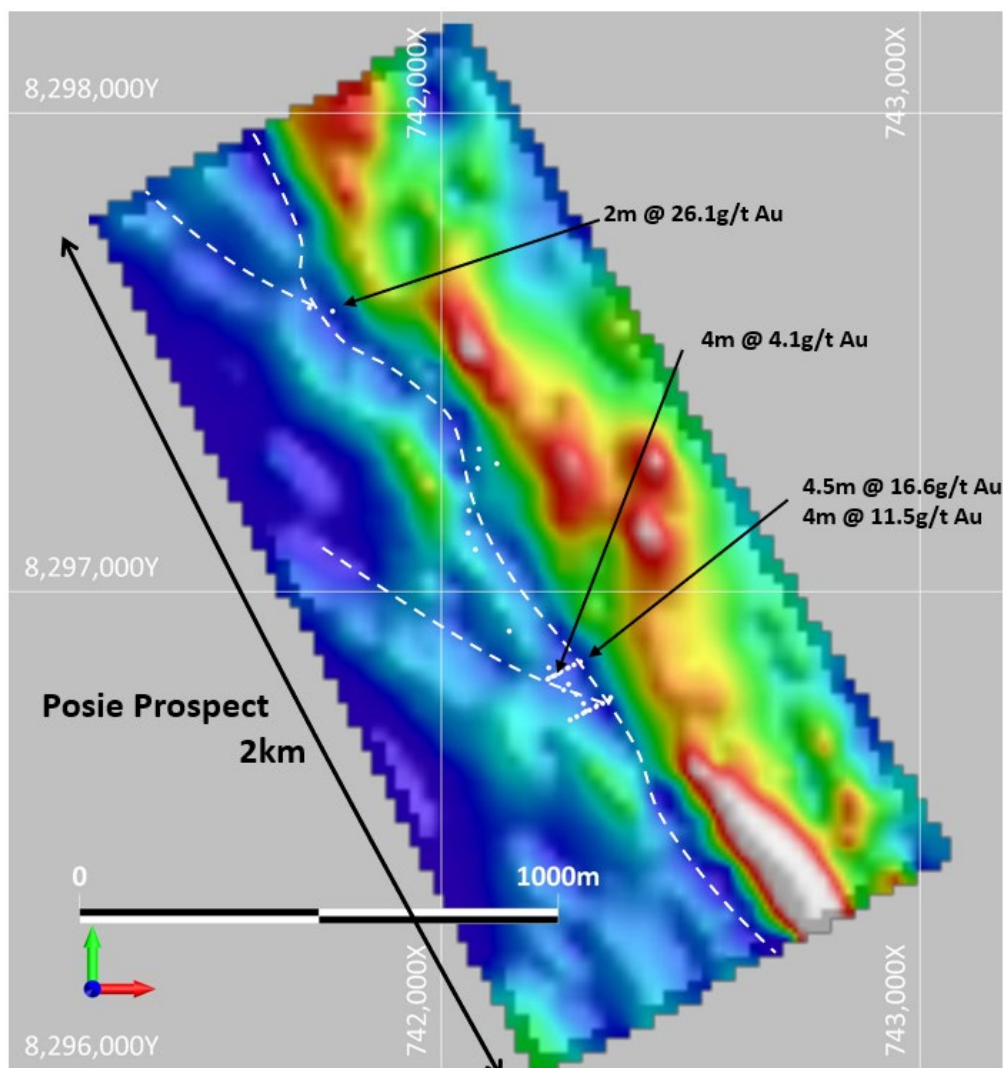 742,000X
743,000X
8,298,000Y
2m @ 26.1g/t Au
4m @ 4.1g/t Au
4.5m @ 16.6g/t Au
4m @ 11.5g/t Au
8,297,000Y
Posie Prospect
2km
0
1000m
742,000X
743,000X
8,296,000Y